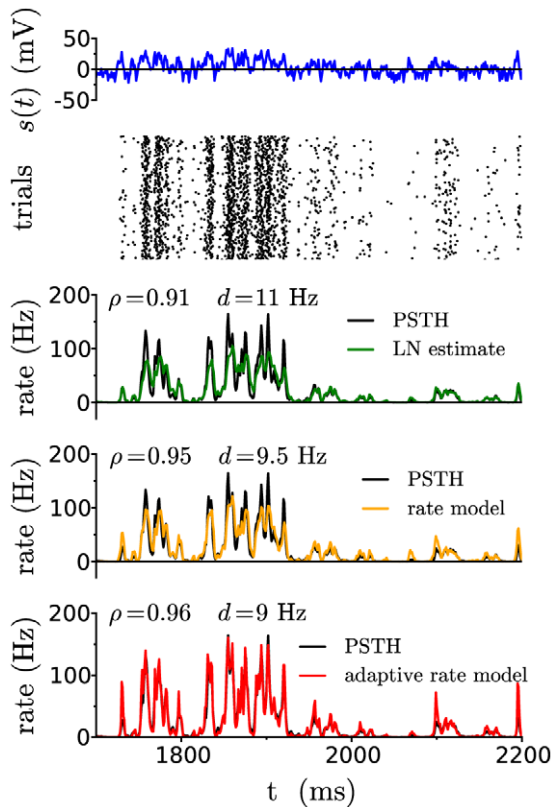 s(t) (mV)
50
0
-50
trials
rate (Hz)
200
100
0
ρ=0.91 d=11 Hz
PSTH
LN estimate
rate (Hz)
200
100
0
ρ=0.95 d=9.5 Hz
PSTH
rate model
rate (Hz)
200
100
0
ρ=0.96 d=9 Hz
PSTH
adaptive rate model
1800 2000 2200
t (ms)